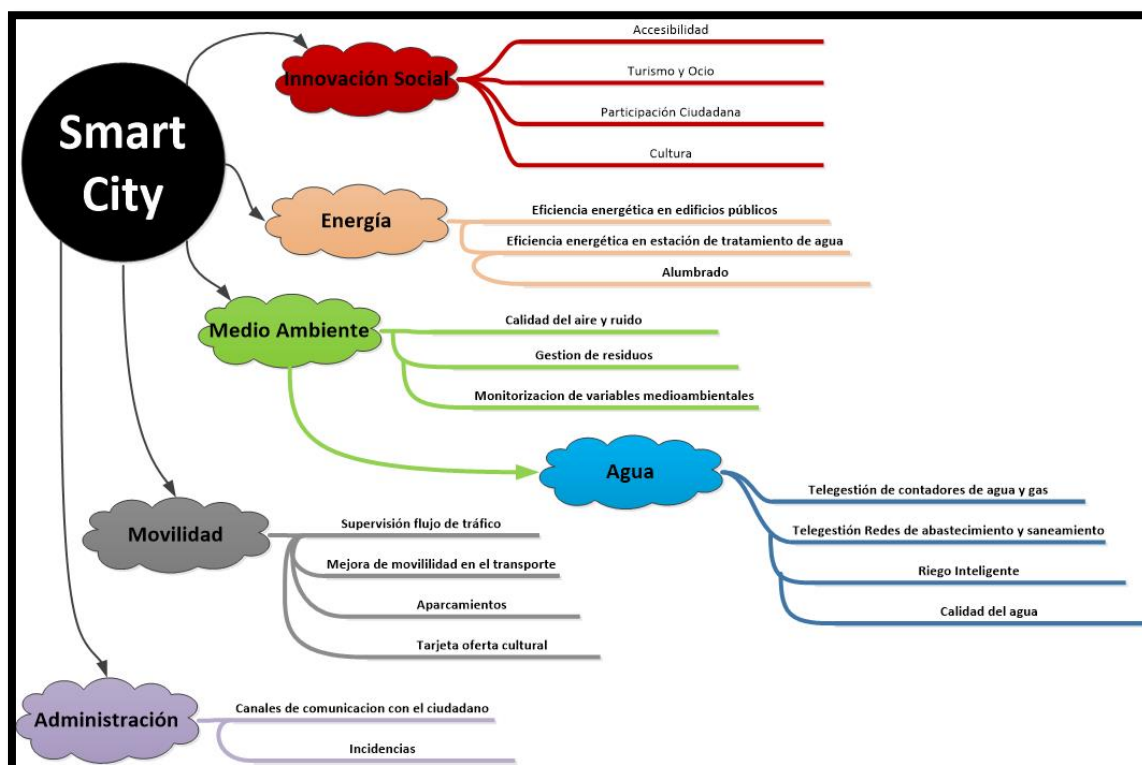 Smart
City
Innovación Social
Accesibilidad
Turismo y Ocio
Participación Ciudadana
Cultura
Energía
Eficiencia energética en edificios públicos
Eficiencia energética en estación de tratamiento de agua
Alumbrado
Medio Ambiente
Calidad del aire y ruido
Gestion de residuos
Monitorizacion de variables medioambientales
Agua
Telegestión de contadores de agua y gas
Telegestión Redes de abastecimiento y saneamiento
Riego Inteligente
Calidad del agua
Movilidad
Supervisión flujo de tráfico
Mejora de movililidad en el transporte
Aparcamientos
Tarjeta oferta cultural
Administración
Canales de comunicacion con el ciudadano
Incidencias